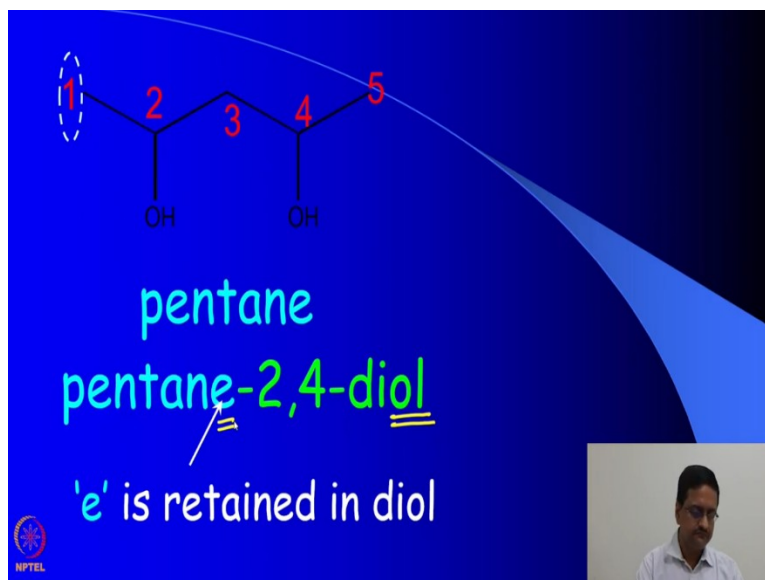 1 2 3 4 5
OH OH
pentane
pentane-2,4-diol
'e' is retained in diol
NPTEL